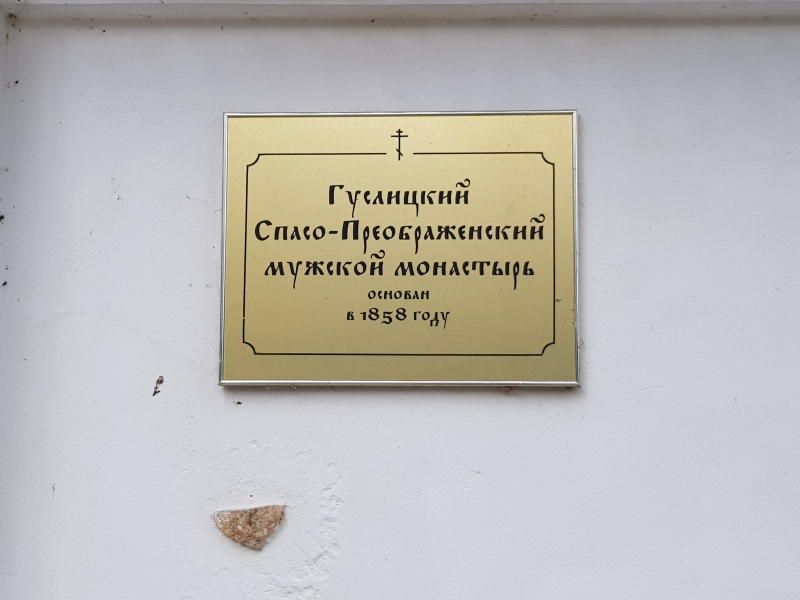 Гуслицкий
Спасо-Преображенский
мужской монастырь
основан
в 1858 году